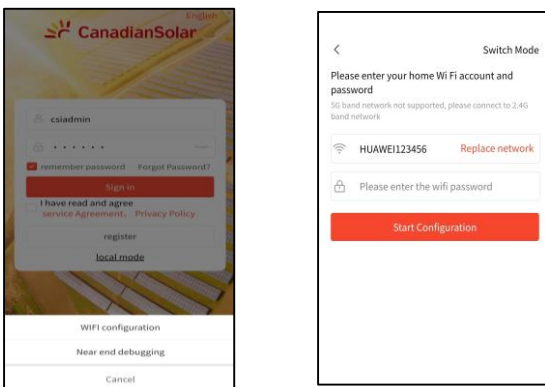 English
CanadianSolar
csiadmin
remember password Forgot Password?
Sign in
I have read and agree
service Agreement、 Privacy Policy
register
local mode
WIFI configuration
Near end debugging
Cancel
Switch Mode
Please enter your home Wi Fi account and
password
5G band network not supported, please connect to 2.4G
band network
HUAWEI123456 Replace network
Please enter the wifi password
Start Configuration